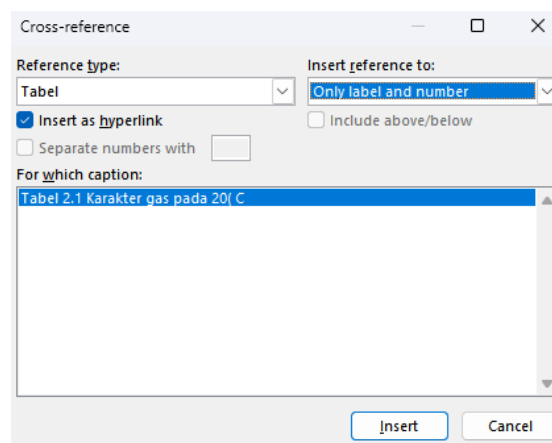 Cross-reference
Reference type:
Insert reference to:
Tabel
Only label and number
Insert as hyperlink
Include above/below
Separate numbers with
For which caption:
Tabel 2.1 Karakter gas pada 20( C
Insert
Cancel